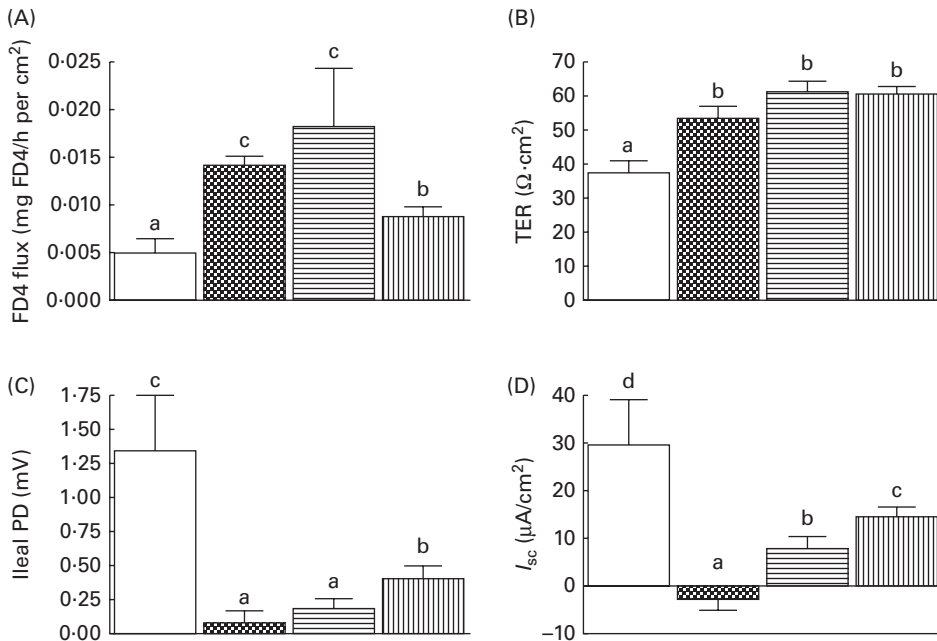 (A)
FD4 flux (mg FD4/h per cm²)
0·025
0·020
0·015
0·010
0·005
0·000
a
c
c
b
(B)
TER (Ω·cm²)
70
60
50
40
30
20
10
0
a
b
b
b
(C)
Ileal PD (mV)
1·75
1·50
1·25
1·00
0·75
0·50
0·25
0·00
c
a
a
b
(D)
Isc (μA/cm²)
40
30
20
10
0
−10
d
a
b
c